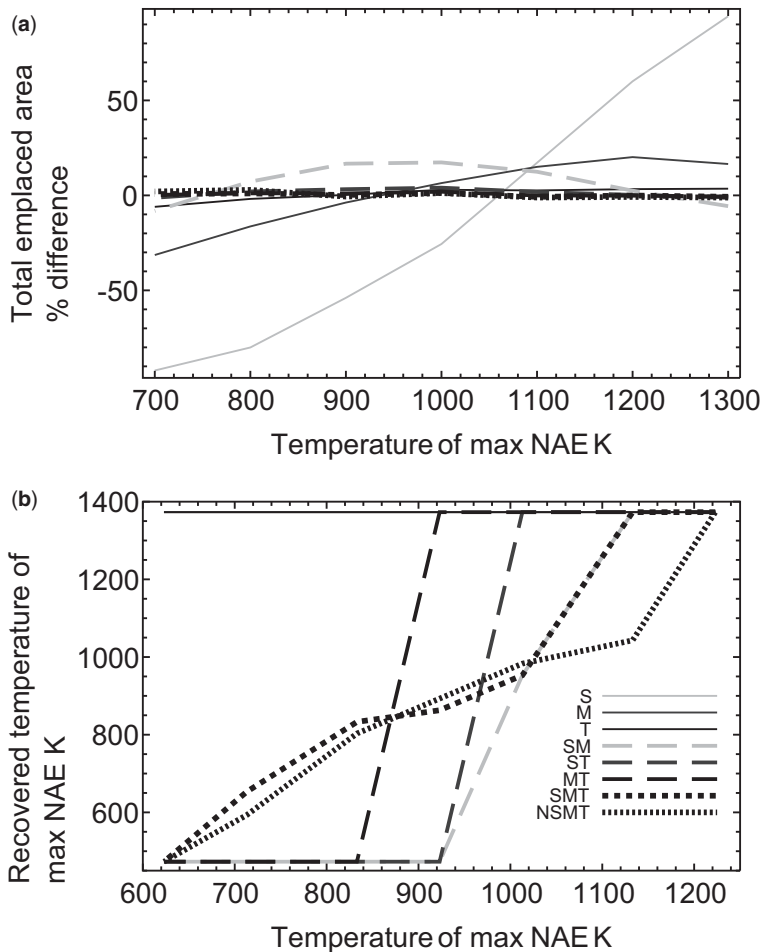 (a)
Total emplaced area
% difference
50
0
-50
700 800 900 1000 1100 1200 1300
Temperature of max NAE K
(b)
Recovered temperature of
max NAE K
1400
1200
1000
800
600
S
M
T
SM
ST
MT
SMT
NSMT
600 700 800 900 1000 1100 1200
Temperature of max NAE K